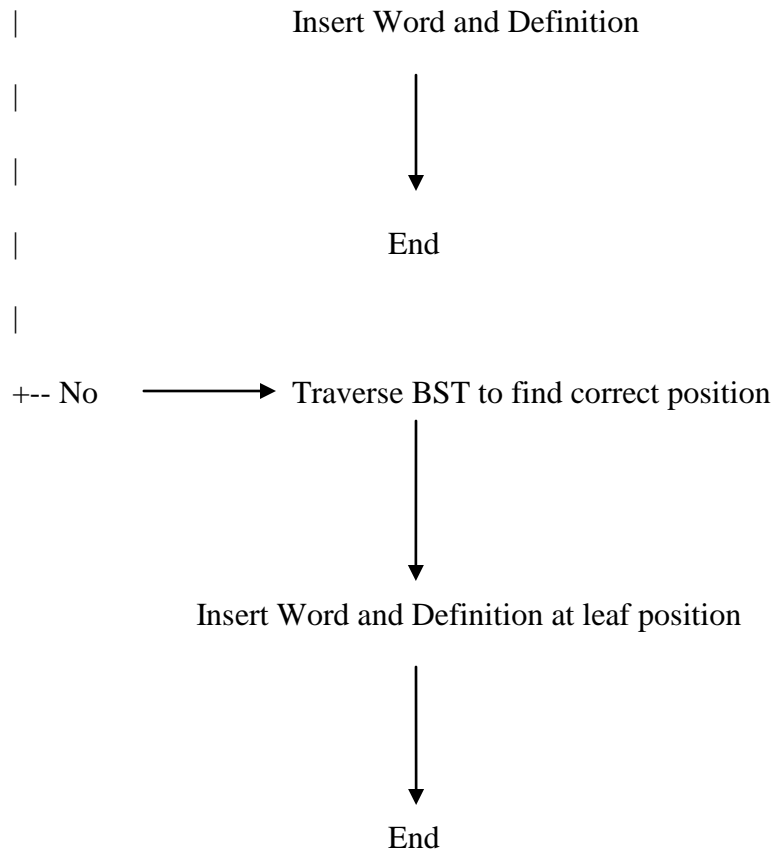 | Insert Word and Definition
|
|
| End
|
+-- No Traverse BST to find correct position
Insert Word and Definition at leaf position
End